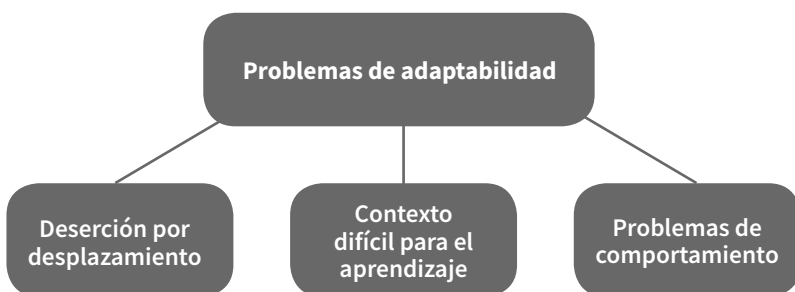 Problemas de adaptabilidad
Deserción por
desplazamiento
Contexto
difícil para el
aprendizaje
Problemas de
comportamiento